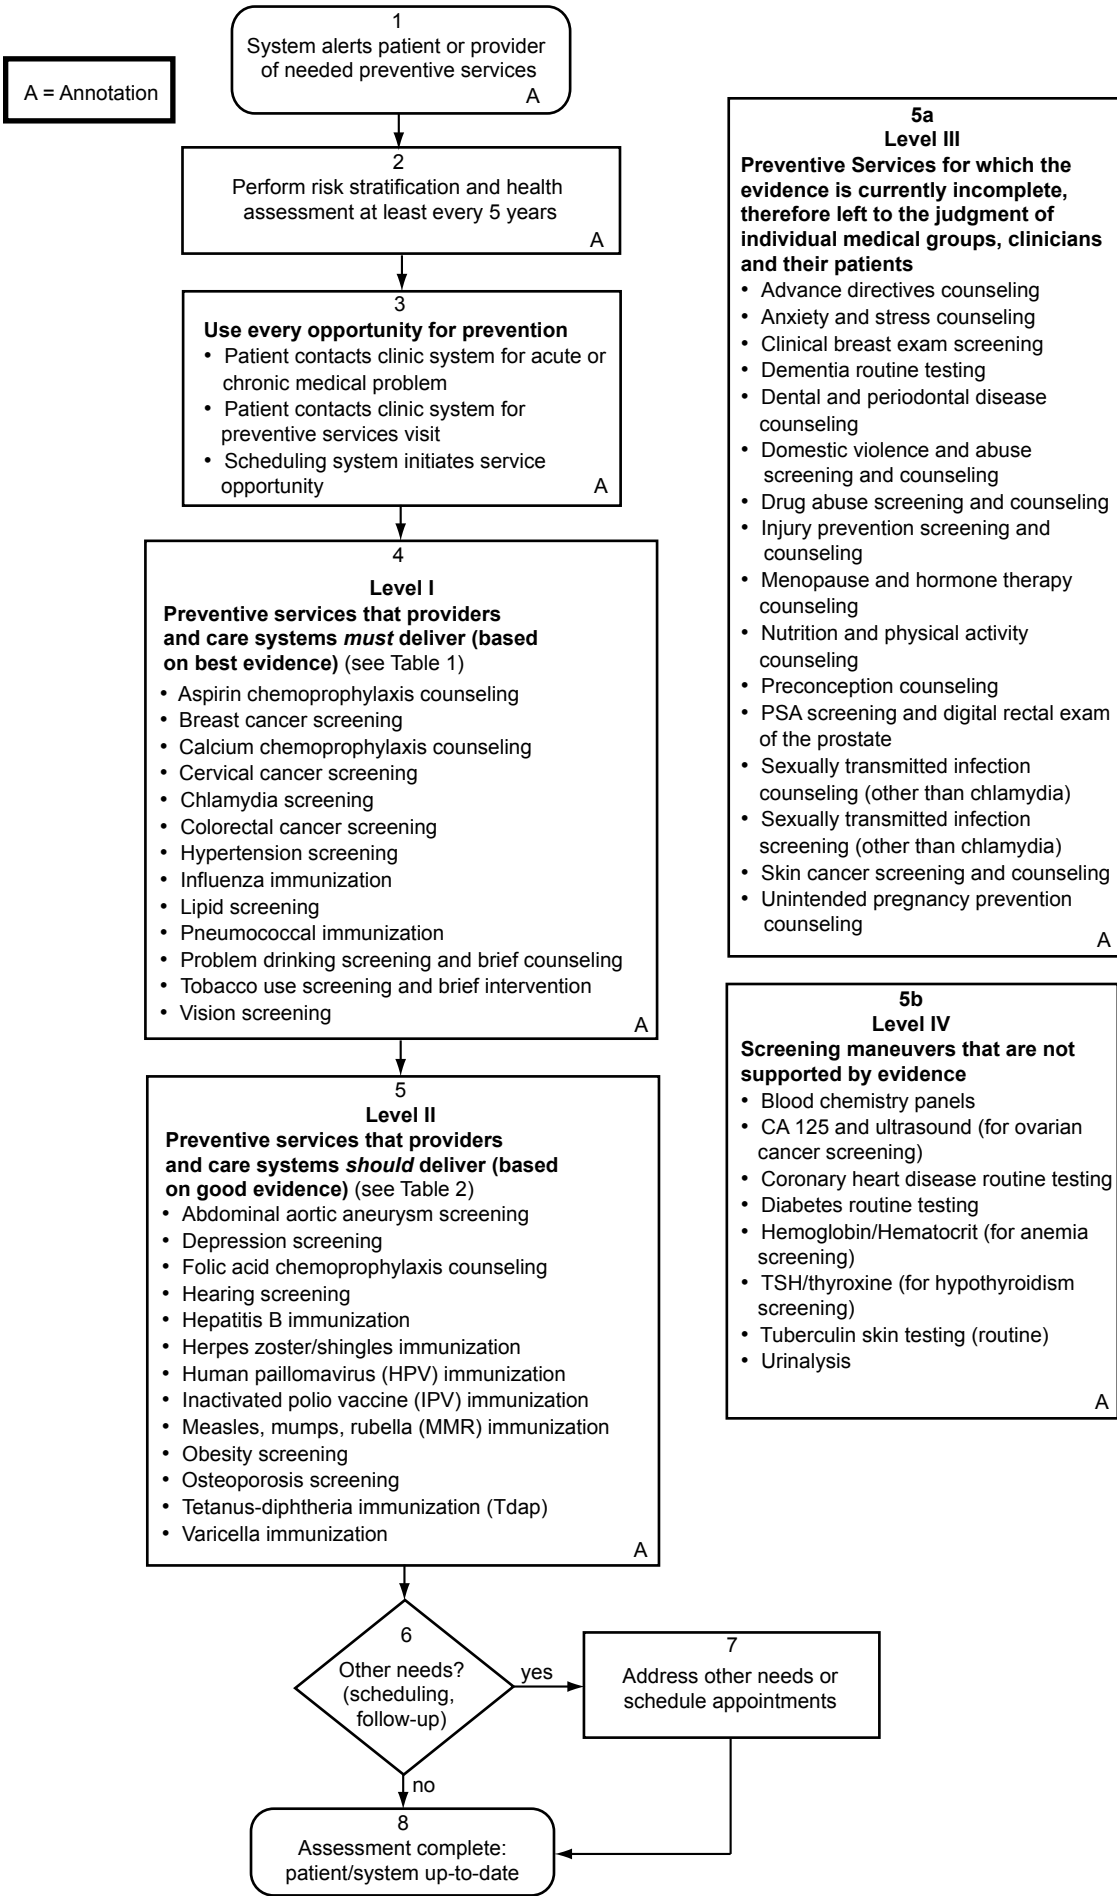 A = Annotation
1
System alerts patient or provider
of needed preventive services
A
2
Perform risk stratification and health
assessment at least every 5 years
A
3
Use every opportunity for prevention
• Patient contacts clinic system for acute or
chronic medical problem
• Patient contacts clinic system for
preventive services visit
• Scheduling system initiates service
opportunity
A
4
Level I
Preventive services that providers
and care systems must deliver (based
on best evidence) (see Table 1)
• Aspirin chemoprophylaxis counseling
• Breast cancer screening
• Calcium chemoprophylaxis counseling
• Cervical cancer screening
• Chlamydia screening
• Colorectal cancer screening
• Hypertension screening
• Influenza immunization
• Lipid screening
• Pneumococcal immunization
• Problem drinking screening and brief counseling
• Tobacco use screening and brief intervention
• Vision screening
A
5
Level II
Preventive services that providers
and care systems should deliver (based
on good evidence) (see Table 2)
• Abdominal aortic aneurysm screening
• Depression screening
• Folic acid chemoprophylaxis counseling
• Hearing screening
• Hepatitis B immunization
• Herpes zoster/shingles immunization
• Human paillomavirus (HPV) immunization
• Inactivated polio vaccine (IPV) immunization
• Measles, mumps, rubella (MMR) immunization
• Obesity screening
• Osteoporosis screening
• Tetanus-diphtheria immunization (Tdap)
• Varicella immunization
A
6
Other needs?
(scheduling,
follow-up)
yes
7
Address other needs or
schedule appointments
no
8
Assessment complete:
patient/system up-to-date
5a
Level III
Preventive Services for which the
evidence is currently incomplete,
therefore left to the judgment of
individual medical groups, clinicians
and their patients
• Advance directives counseling
• Anxiety and stress counseling
• Clinical breast exam screening
• Dementia routine testing
• Dental and periodontal disease
counseling
• Domestic violence and abuse
screening and counseling
• Drug abuse screening and counseling
• Injury prevention screening and
counseling
• Menopause and hormone therapy
counseling
• Nutrition and physical activity
counseling
• Preconception counseling
• PSA screening and digital rectal exam
of the prostate
• Sexually transmitted infection
counseling (other than chlamydia)
• Sexually transmitted infection
screening (other than chlamydia)
• Skin cancer screening and counseling
• Unintended pregnancy prevention
counseling
A
5b
Level IV
Screening maneuvers that are not
supported by evidence
• Blood chemistry panels
• CA 125 and ultrasound (for ovarian
cancer screening)
• Coronary heart disease routine testing
• Diabetes routine testing
• Hemoglobin/Hematocrit (for anemia
screening)
• TSH/thyroxine (for hypothyroidism
screening)
• Tuberculin skin testing (routine)
• Urinalysis
A